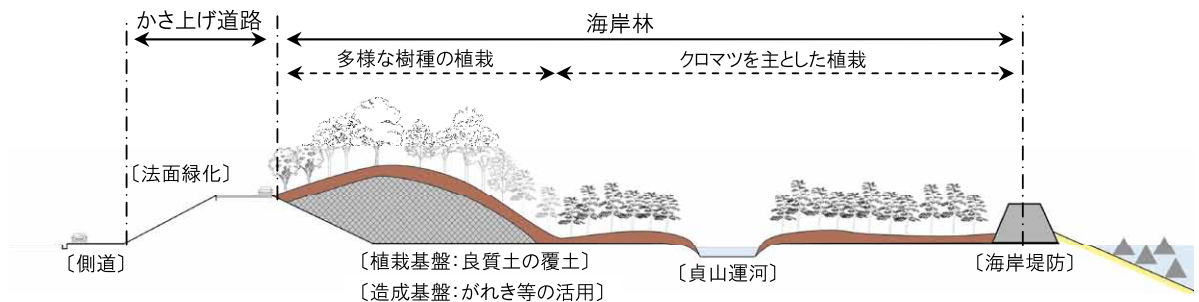 かさ上げ道路
海岸林
多様な樹種の植栽
クロマツを主とした植栽
〔法面緑化〕
〔側道〕
〔植栽基盤:良質土の覆土〕
〔造成基盤:がれき等の活用〕
〔貞山運河〕
〔海岸堤防〕